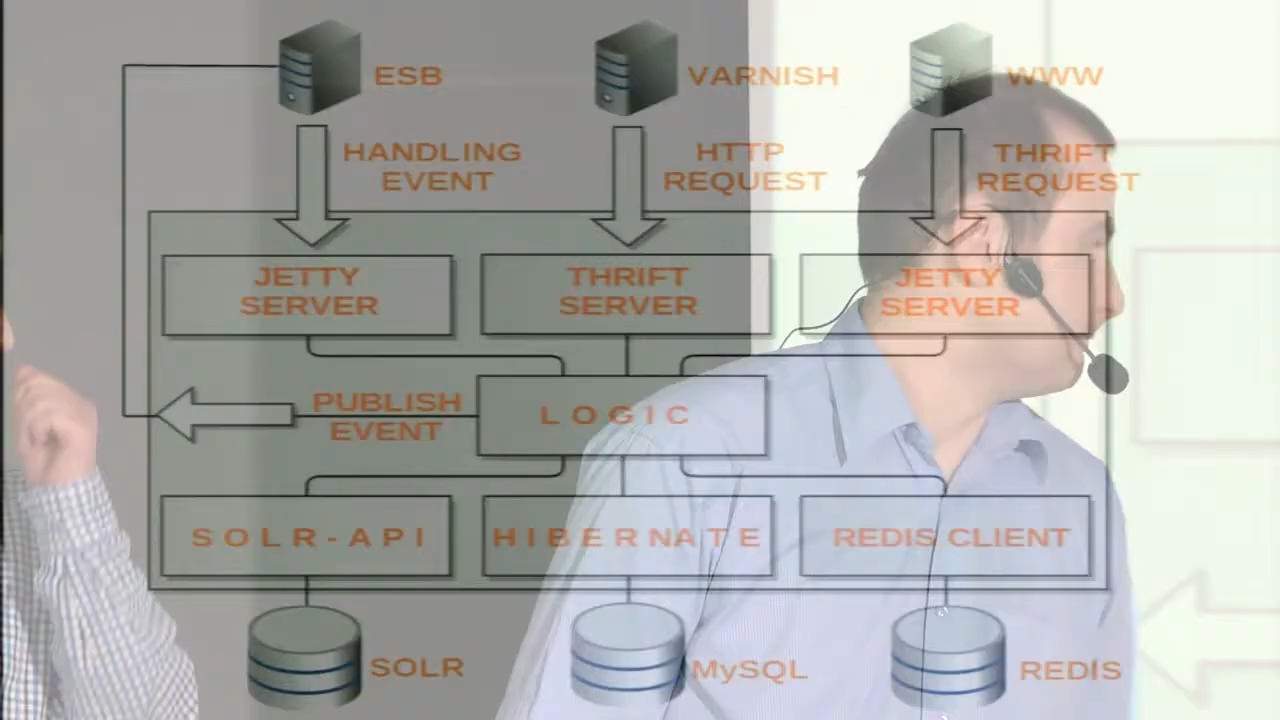 ESB
VARNISH
WWW
HANDLING
EVENT
HTTP
REQUEST
THRIFT
REQUEST
JETTY
SERVER
THRIFT
SERVER
JETTY
SERVER
PUBLISH
EVENT
LOGIC
SOLR-API
HIBERNATE
REDIS CLIENT
SOLR
MySQL
REDIS